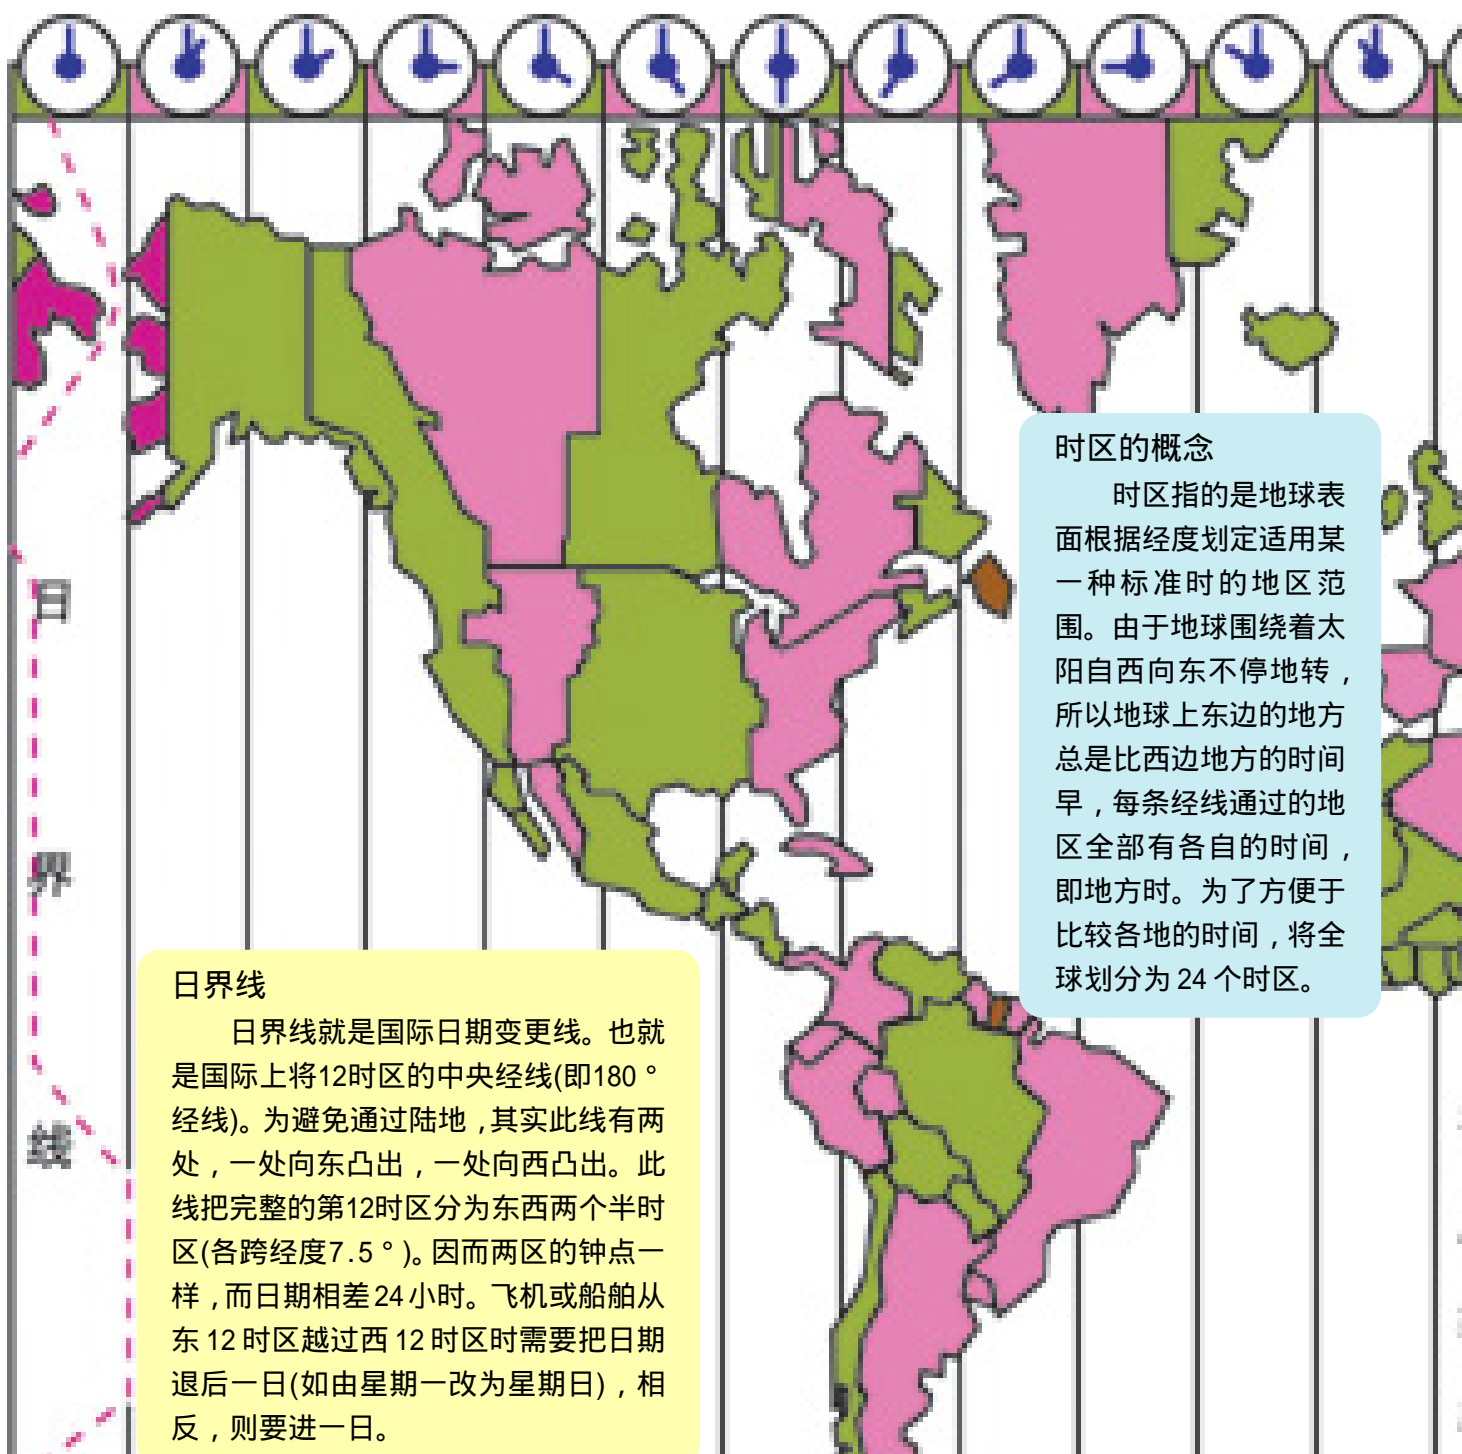 日
界
线
时区的概念
时区指的是地球表
面根据经度划定适用某
一种标准时的地区范
围。由于地球围绕着太
阳自西向东不停地转，
所以地球上东边的地方
总是比西边地方的时间
早，每条经线通过的地
区全部有各自的时间，
即地方时。为了方便于
比较各地的时间，将全
球划分为24个时区。
日界线
日界线就是国际日期变更线。也就
是国际上将12时区的中央经线(即180°
经线)。为避免通过陆地，其实此线有两
处，一处向东凸出，一处向西凸出。此
线把完整的第12时区分为东西两个半时
区(各跨经度7.5°)。因而两区的钟点一
样，而日期相差24小时。飞机或船舶从
东12时区越过西12时区时需要把日期
退后一日(如由星期一改为星期日)，相
反，则要进一日。